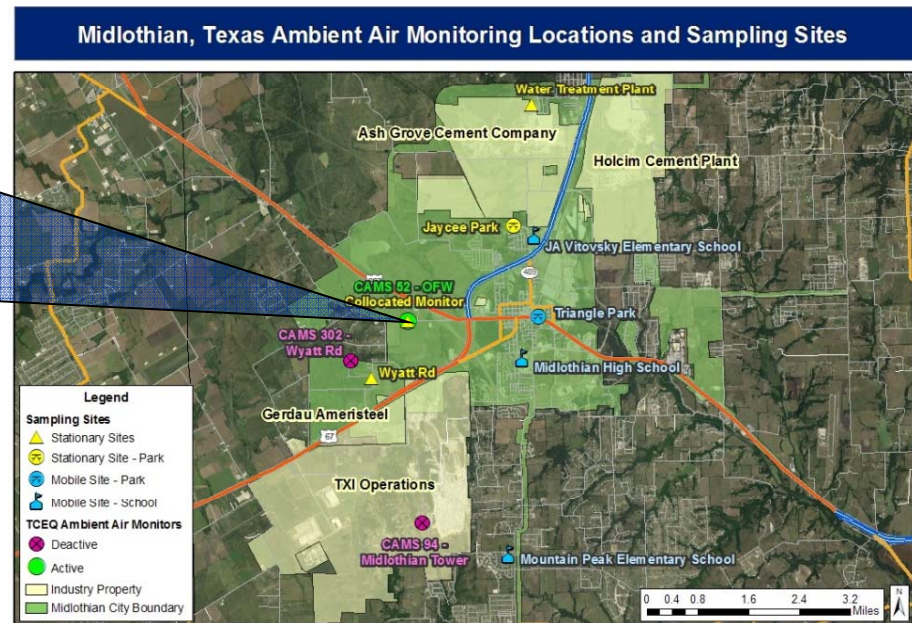 Midlothian, Texas Ambient Air Monitoring Locations and Sampling Sites
Water Treatment Plant
Ash Grove Cement Company
Holcim Cement Plant
Jaycee Park
JA Vitovsky Elementary School
CAMS 52 - OFW
Collocated Monitor
Triangle Park
CAMS 302 -
Wyatt Rd
Midlothian High School
Wyatt Rd
Gerdau Ameristeel
67
TXI Operations
CAMS 94 -
Midlothian Tower
Mountain Peak Elementary School
Legend
Sampling Sites
Stationary Sites
Stationary Site - Park
Mobile Site - Park
Mobile Site - School
TCEQ Ambient Air Monitors
Deactive
Active
Industry Property
Midlothian City Boundary
0 0.4 0.8 1.6 2.4 3.2
Miles
N